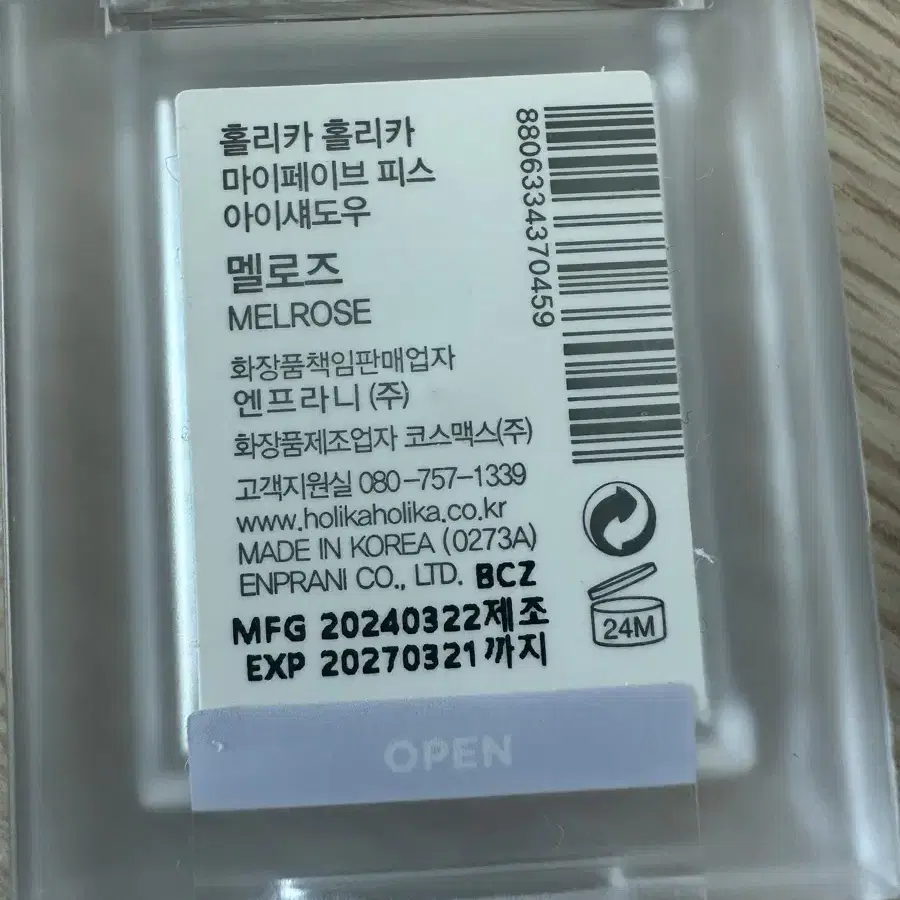 홀리카 홀리카
마이페이브 피스
아이섀도우
멜로즈
MELROSE
화장품책임판매업자
엔프라니 (주)
화장품제조업자 코스맥스(주)
고객지원실 080-757-1339
www.holikaholika.co.kr
MADE IN KOREA (0273A)
ENPRANI CO., LTD. BCZ
MFG 20240322제조
EXP 20270321까지
8806334370459
24M
OPEN